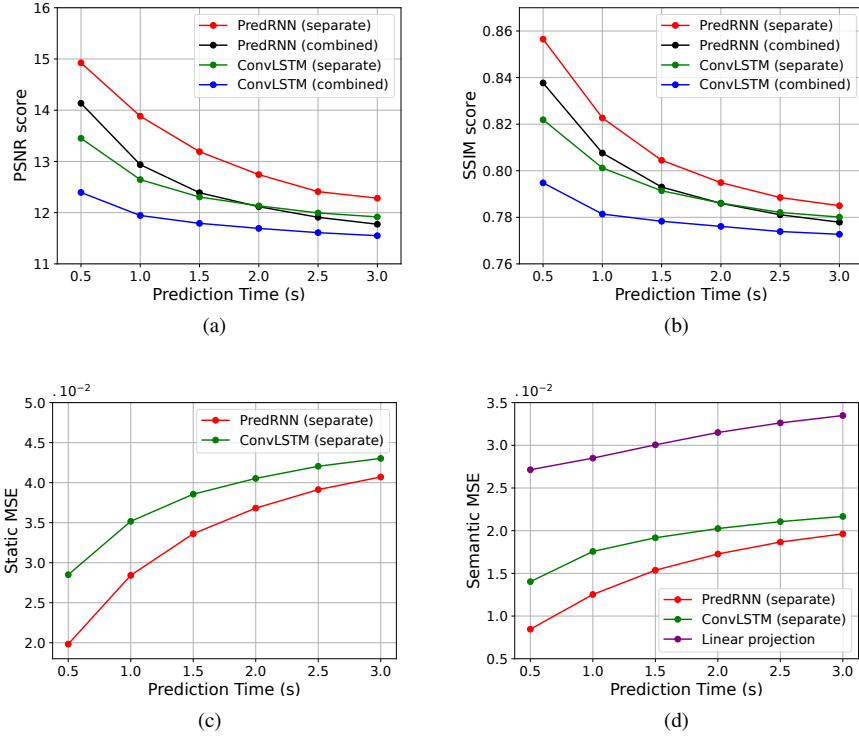 16
15
14
13
12
11
PSNR score
PredRNN (separate)
PredRNN (combined)
ConvLSTM (separate)
ConvLSTM (combined)
0.5 1.0 1.5 2.0 2.5 3.0
Prediction Time (s)
(a)
0.86
0.84
0.82
0.80
0.78
0.76
SSIM score
PredRNN (separate)
PredRNN (combined)
ConvLSTM (separate)
ConvLSTM (combined)
0.5 1.0 1.5 2.0 2.5 3.0
Prediction Time (s)
(b)
.10⁻²
5.0
4.5
4.0
3.5
3.0
2.5
2.0
Static MSE
PredRNN (separate)
ConvLSTM (separate)
0.5 1.0 1.5 2.0 2.5 3.0
Prediction Time (s)
(c)
.10⁻²
3.5
3.0
2.5
2.0
1.5
1.0
0.5
Semantic MSE
PredRNN (separate)
ConvLSTM (separate)
Linear projection
0.5 1.0 1.5 2.0 2.5 3.0
Prediction Time (s)
(d)